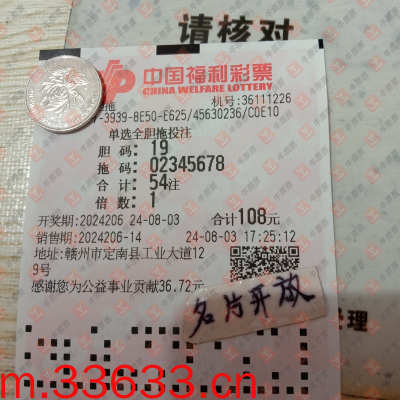 请核对
中国福利彩票
CHINA WELFARE LOTTERY
拖
机号:36111226
-3939-8E50-E625/45630236/C0E10
单选全胆拖投注
胆 码: 19
拖 码: 02345678
合 计: 54注
倍 数: 1
开奖期: 2024206 24-08-03 合计108元
销售期: 2024206-14 24-08-03 17:25:12
地址: 赣州市定南县工业大道12
9号
感谢您为公益事业贡献36.72元
名片开放
经理
m.33633.cn